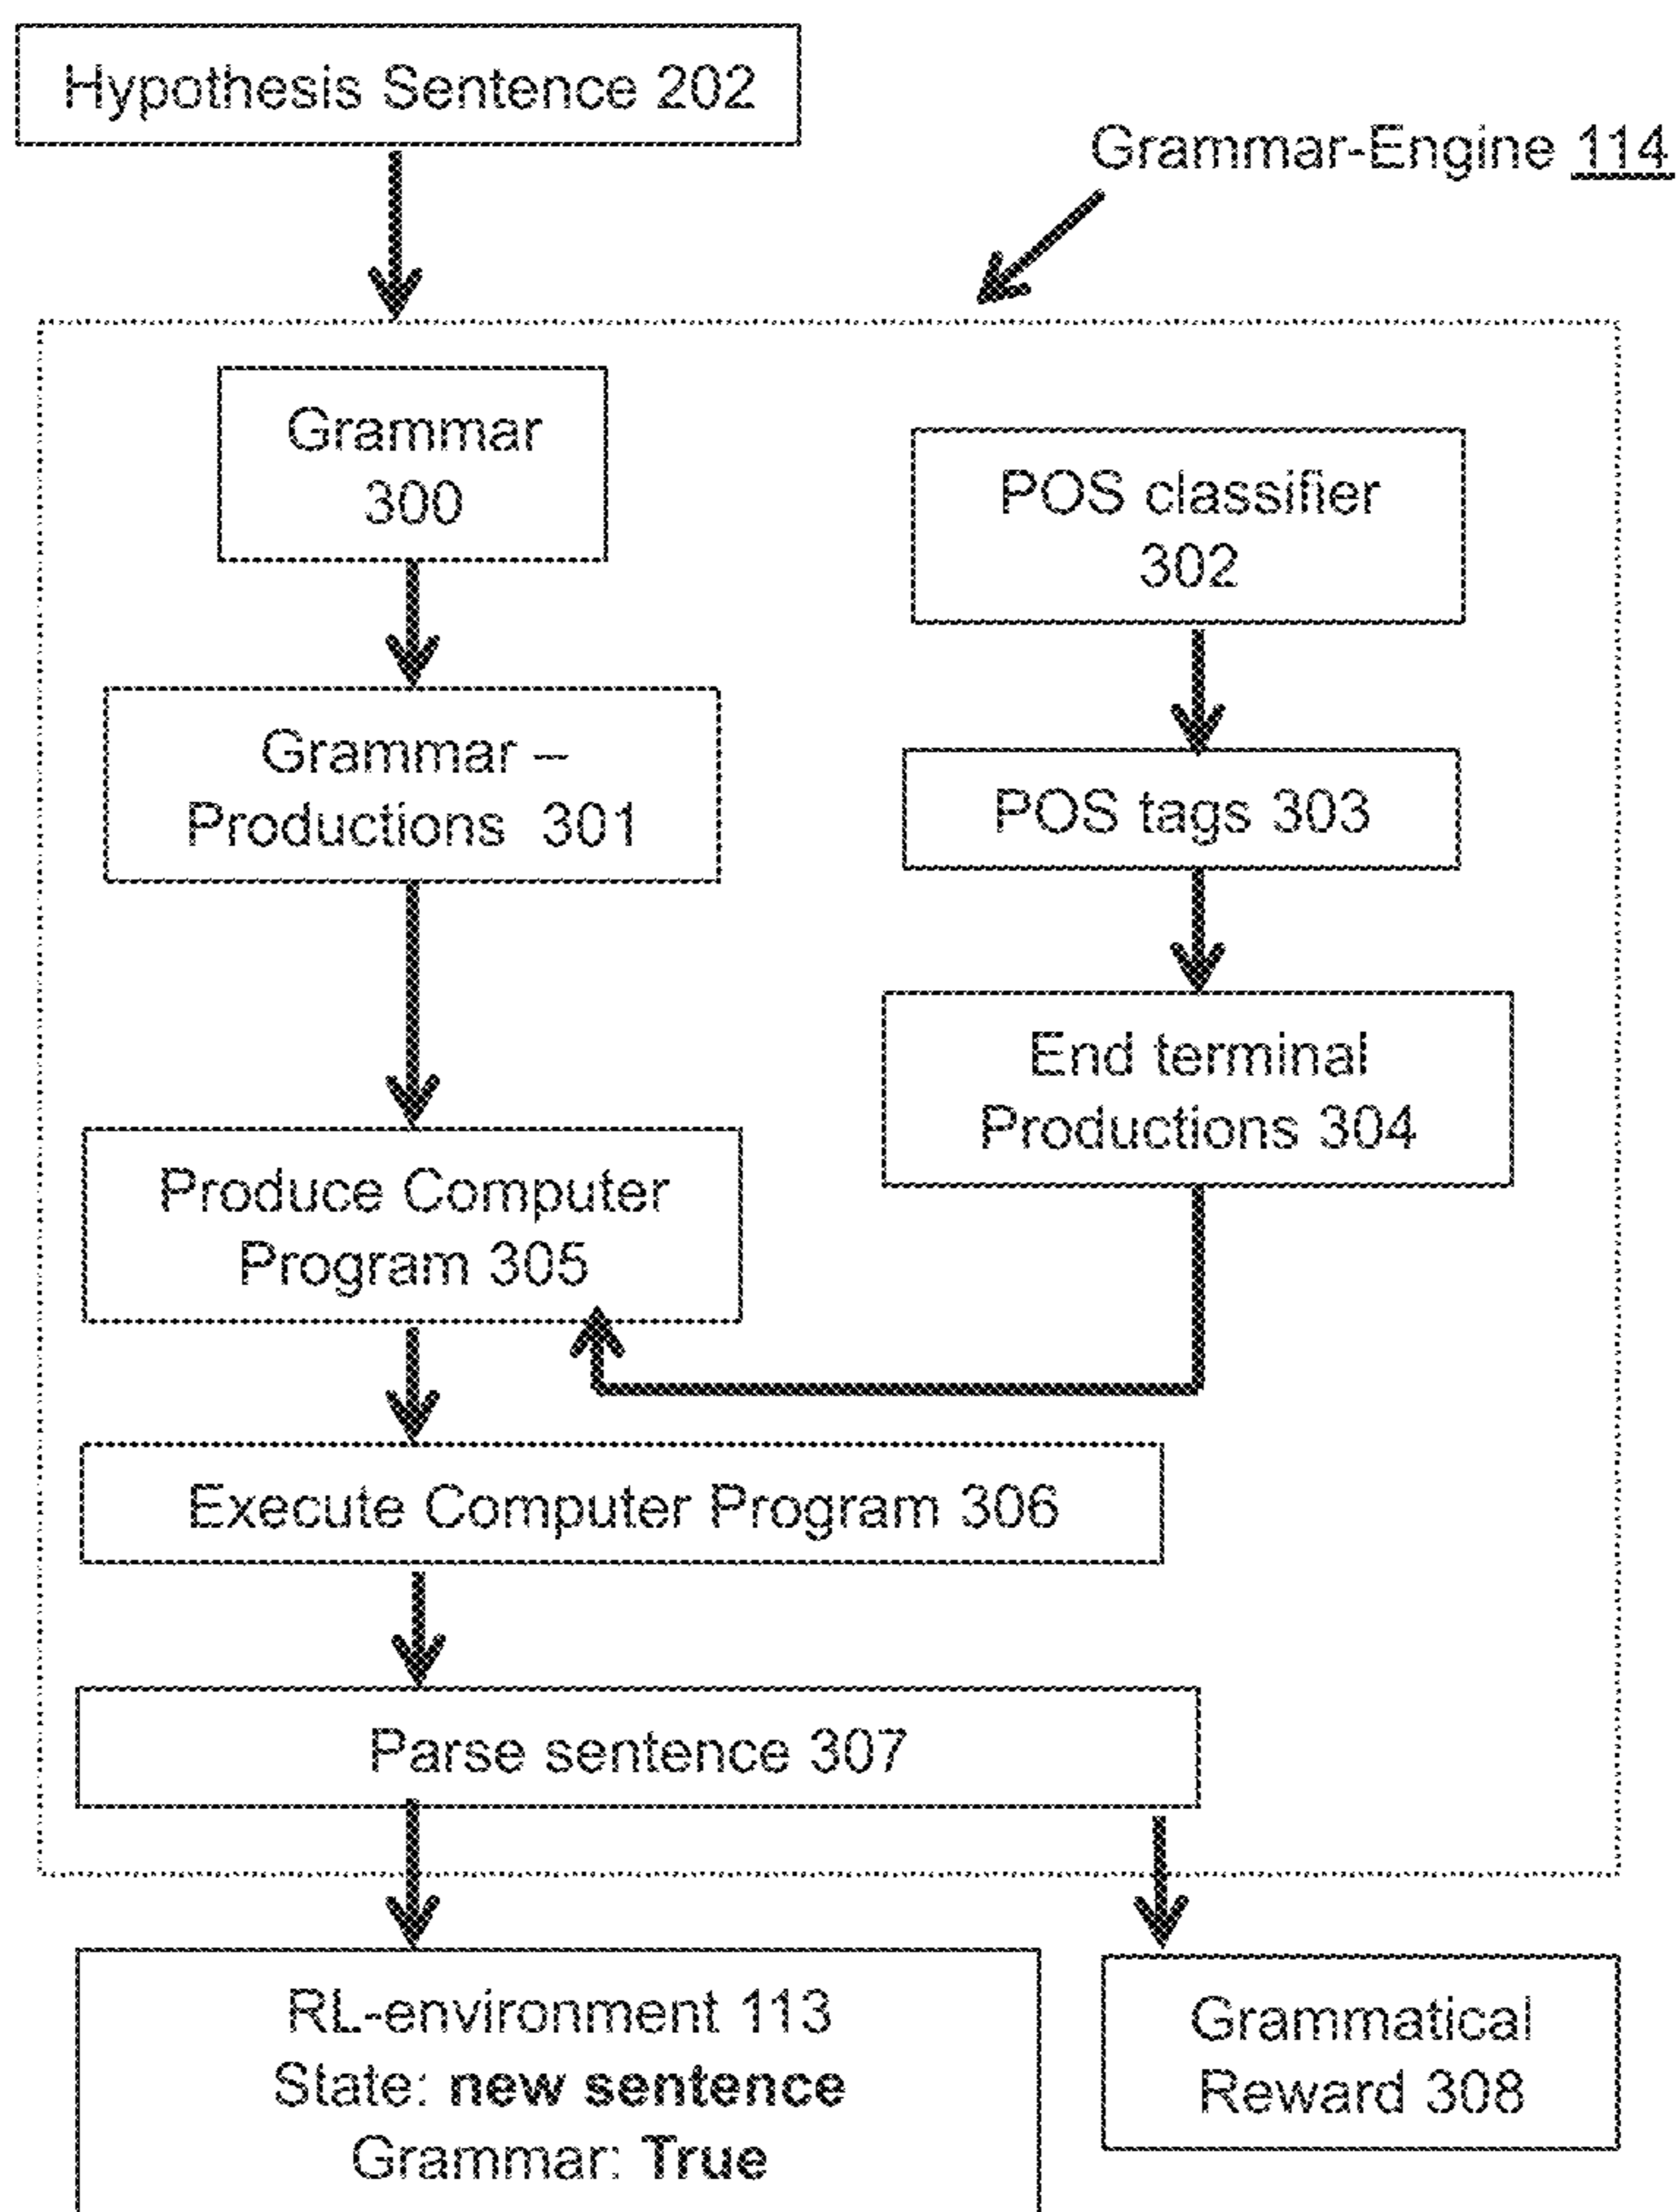 Hypothesis Sentence 202
Grammar-Engine 114
Grammar
300
POS classifier
302
Grammar –
Productions 301
POS tags 303
End terminal
Productions 304
Produce Computer
Program 305
Execute Computer Program 306
Parse sentence 307
RL-environment 113
State: new sentence
Grammar: True
Grammatical
Reward 308